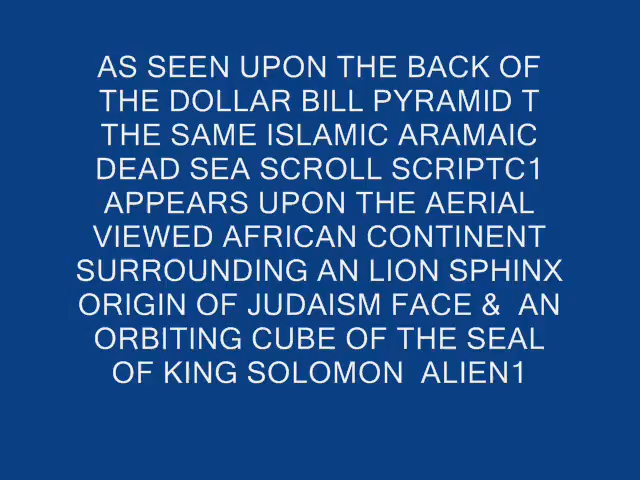 AS SEEN UPON THE BACK OF
THE DOLLAR BILL PYRAMID T
THE SAME ISLAMIC ARAMAIC
DEAD SEA SCROLL SCRIPTC1
APPEARS UPON THE AERIAL
VIEWED AFRICAN CONTINENT
SURROUNDING AN LION SPHINX
ORIGIN OF JUDAISM FACE &  AN
ORBITING CUBE OF THE SEAL
OF KING SOLOMON  ALIEN1